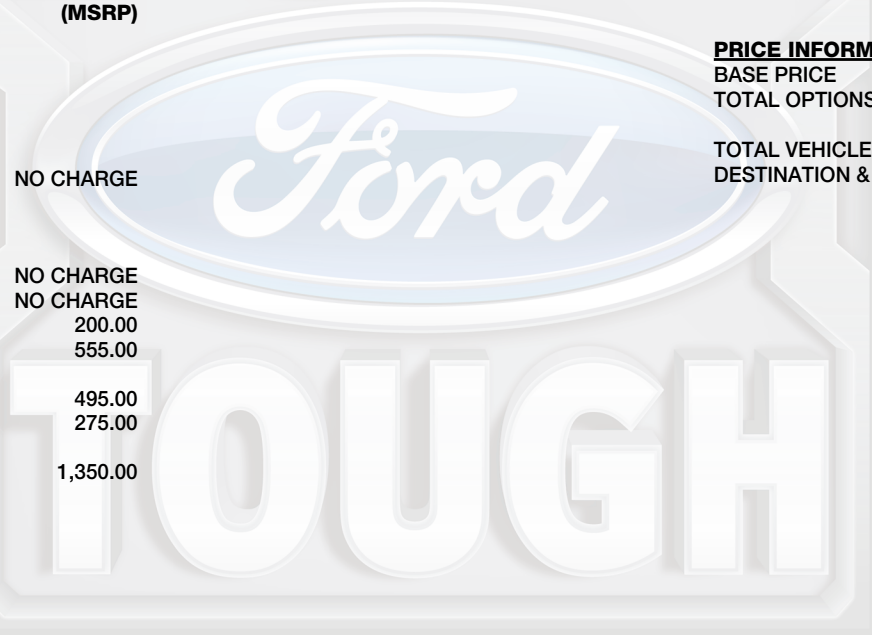 (MSRP)
NO CHARGE
NO CHARGE
NO CHARGE
200.00
555.00
495.00
275.00
1,350.00
PRICE INFORM
BASE PRICE
TOTAL OPTIONS
TOTAL VEHICLE
DESTINATION &
Ford
TOUGH